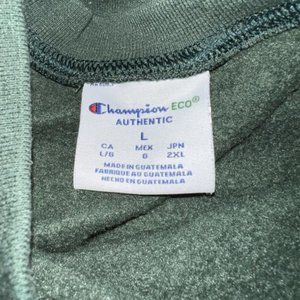 Champion ECO®
AUTHENTIC
L
CA MEX JPN
L/G G 2XL
MADE IN GUATEMALA
FABRIQUÉ AU GUATEMALA
HECHO EN GUATEMALA